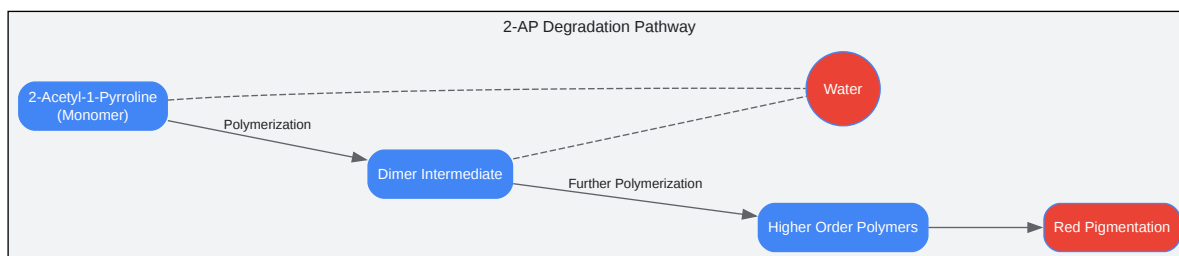 2-AP Degradation Pathway
2-Acetyl-1-Pyrroline
(Monomer)
Water
Polymerization
Dimer Intermediate
Further Polymerization
Higher Order Polymers
Red Pigmentation